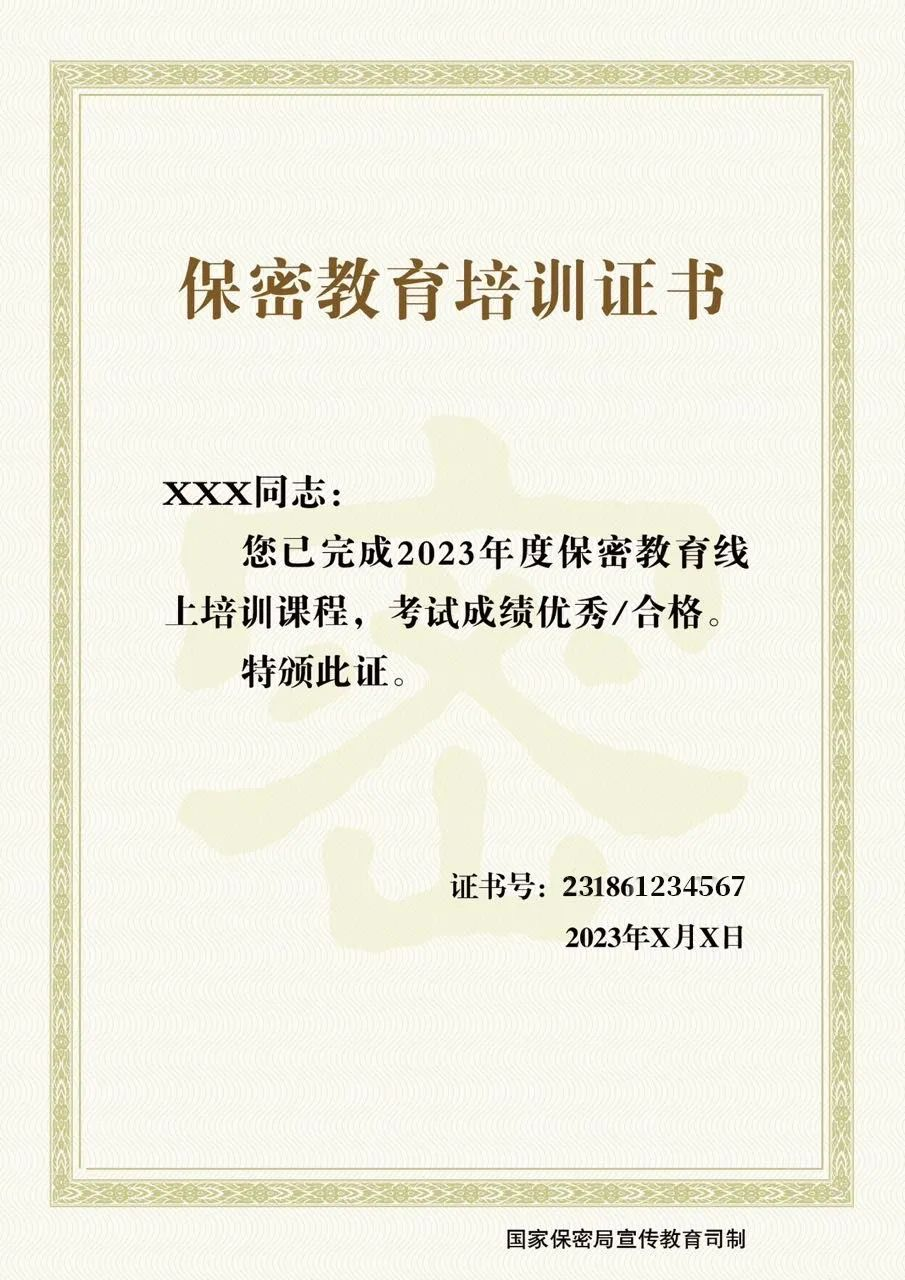 保密教育培训证书
XXX同志：
您已完成2023年度保密教育线
上培训课程，考试成绩优秀/合格。
特颁此证。
密
证书号：231861234567
2023年X月X日
国家保密局宣传教育司制